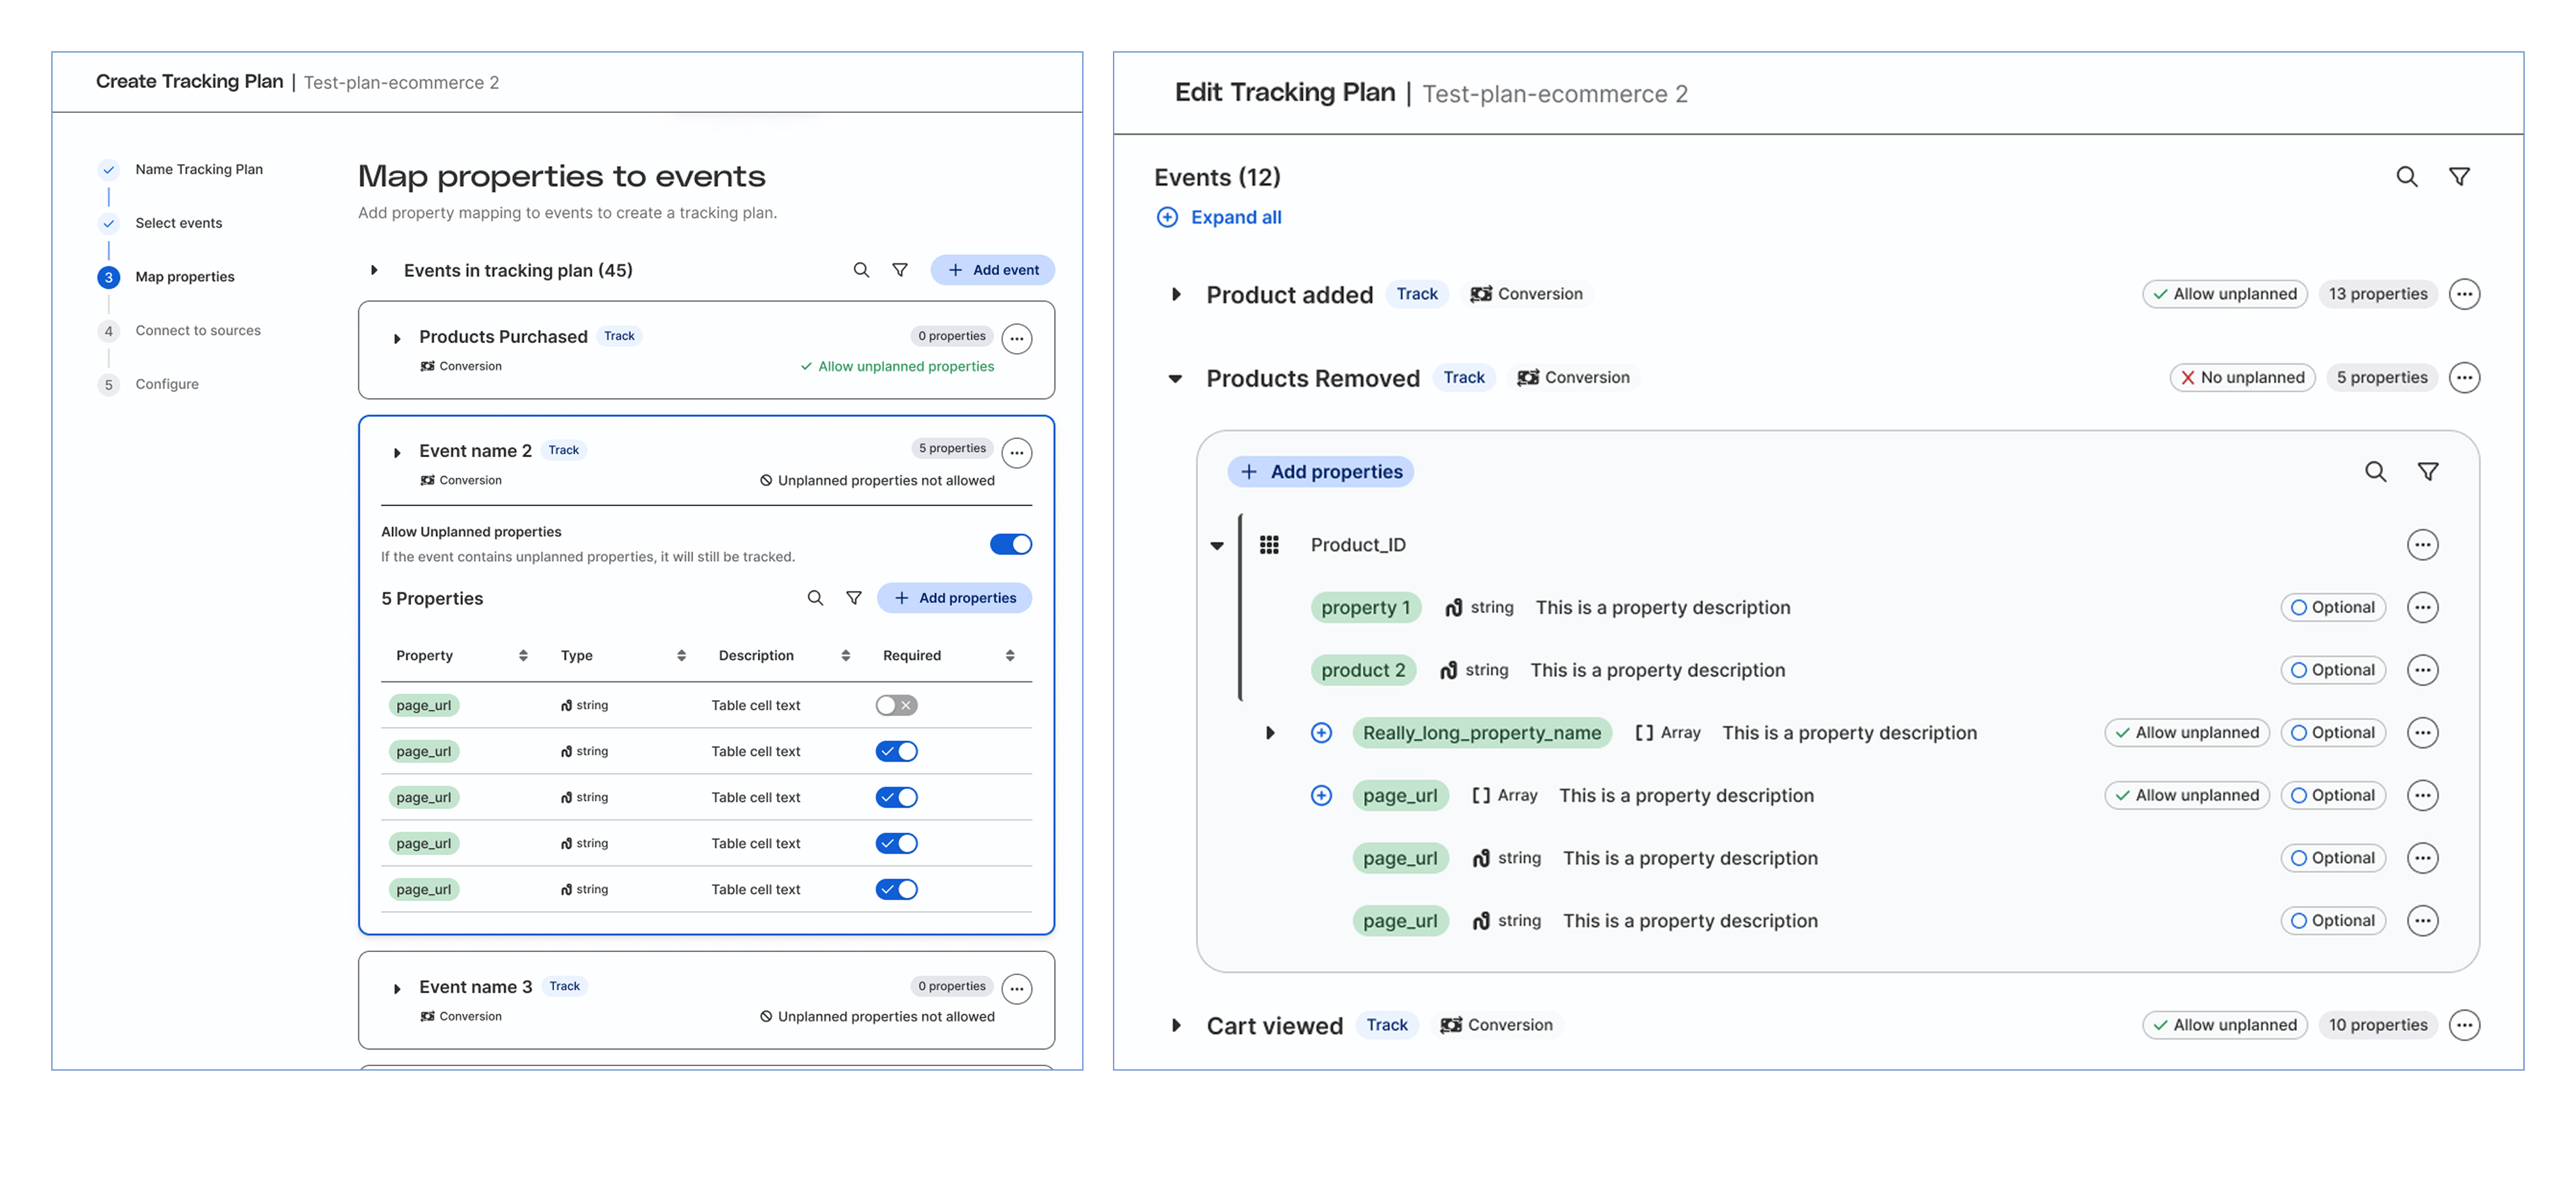 Create Tracking Plan | Test-plan-ecommerce 2
Name Tracking Plan
Select events
3 Map properties
4 Connect to sources
5 Configure
Map properties to events
Add property mapping to events to create a tracking plan.
Events in tracking plan (45)
+ Add event
Products Purchased Track 0 properties
Conversion Allow unplanned properties
Event name 2 Track 5 properties
Conversion Unplanned properties not allowed
Allow Unplanned properties
If the event contains unplanned properties, it will still be tracked.
5 Properties + Add properties
Property Type Description Required
page_url string Table cell text
page_url string Table cell text
page_url string Table cell text
page_url string Table cell text
page_url string Table cell text
Event name 3 Track 0 properties
Conversion Unplanned properties not allowed
Edit Tracking Plan | Test-plan-ecommerce 2
Events (12)
Expand all
Product added Track Conversion Allow unplanned 13 properties
Products Removed Track Conversion No unplanned 5 properties
+ Add properties
Product_ID
property 1 string This is a property description Optional
product 2 string This is a property description Optional
Really_long_property_name [] Array This is a property description Allow unplanned Optional
page_url [] Array This is a property description Allow unplanned Optional
page_url string This is a property description Optional
page_url string This is a property description Optional
Cart viewed Track Conversion Allow unplanned 10 properties